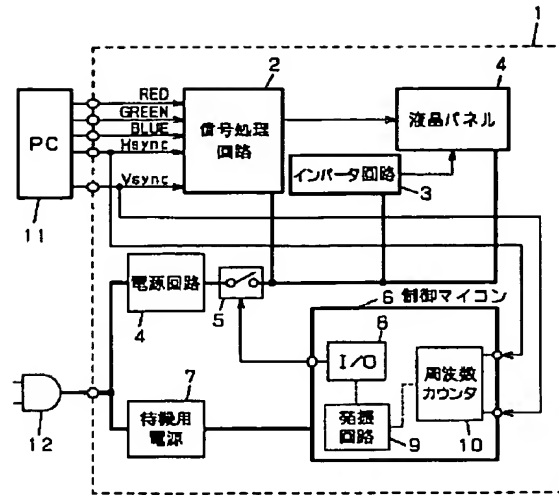 1
RED
GREEN
BLUE
Hsync
Vsync
PC
11
2
信号処理
回路
4
液晶パネル
インバータ回路
3
電源回路
4
5
6 制御マイコン
8
I/O
発振
回路
9
周波数
カウンタ
10
7
待機用
電源
12